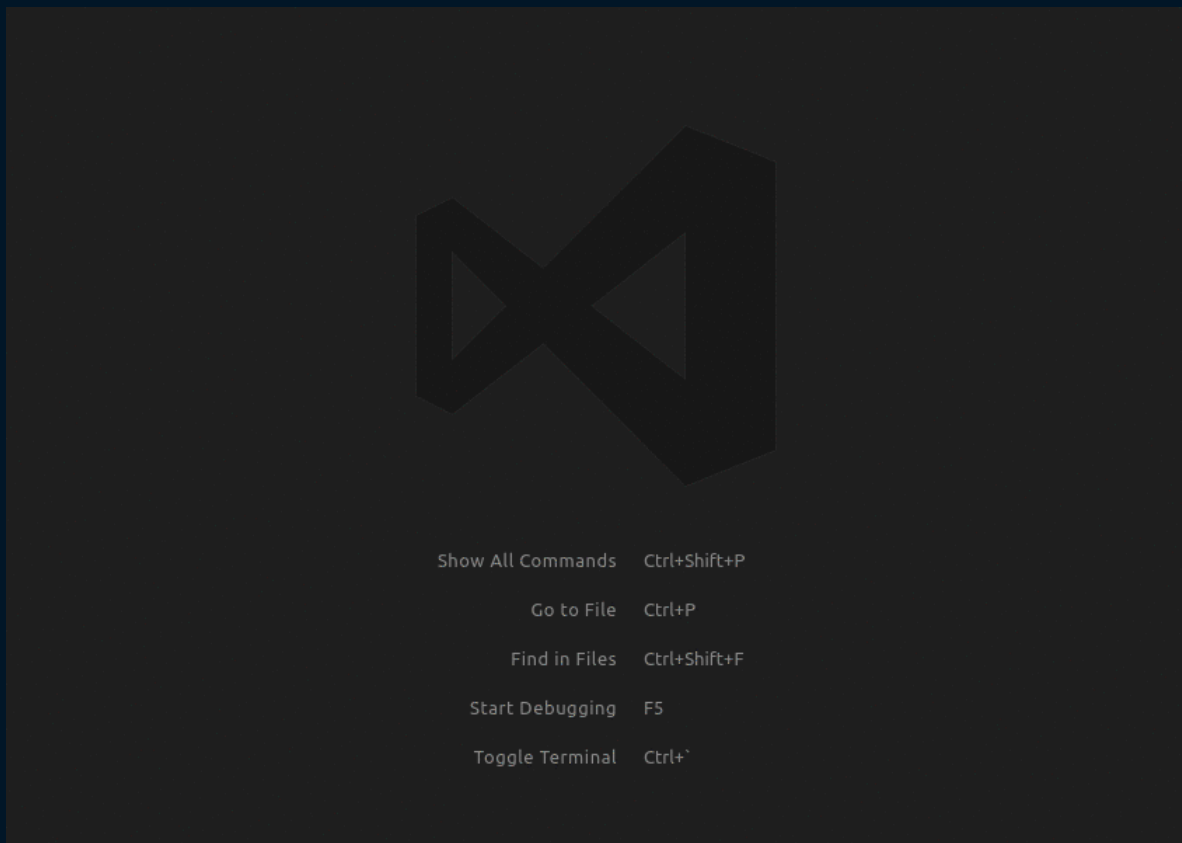 Show All Commands Ctrl+Shift+P
Go to File Ctrl+P
Find in Files Ctrl+Shift+F
Start Debugging F5
Toggle Terminal Ctrl+`